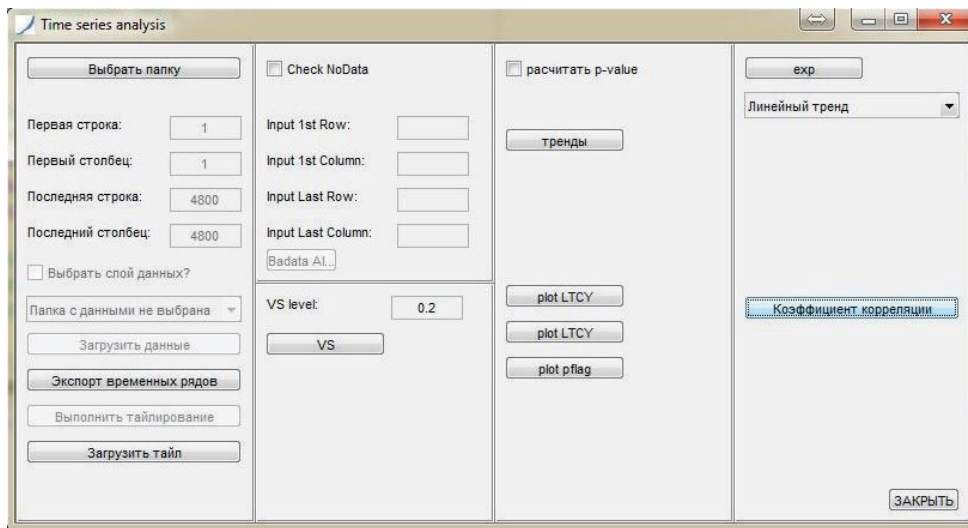 Time series analysis
Выбрать папку
Первая строка:
1
Первый столбец:
1
Последняя строка:
4800
Последний столбец:
4800
Выбрать слой данных?
Папка с данными не выбрана
Загрузить данные
Экспорт временных рядов
Выполнить тайлирование
Загрузить тайл
Check NoData
Input 1st Row:
Input 1st Column:
Input Last Row:
Input Last Column:
Badata Al...
VS level:
0.2
VS
расчитать p-value
тренды
plot LTCY
plot LTCY
plot pflag
exp
Линейный тренд
Коэффициент корреляции
ЗАКРЫТЬ